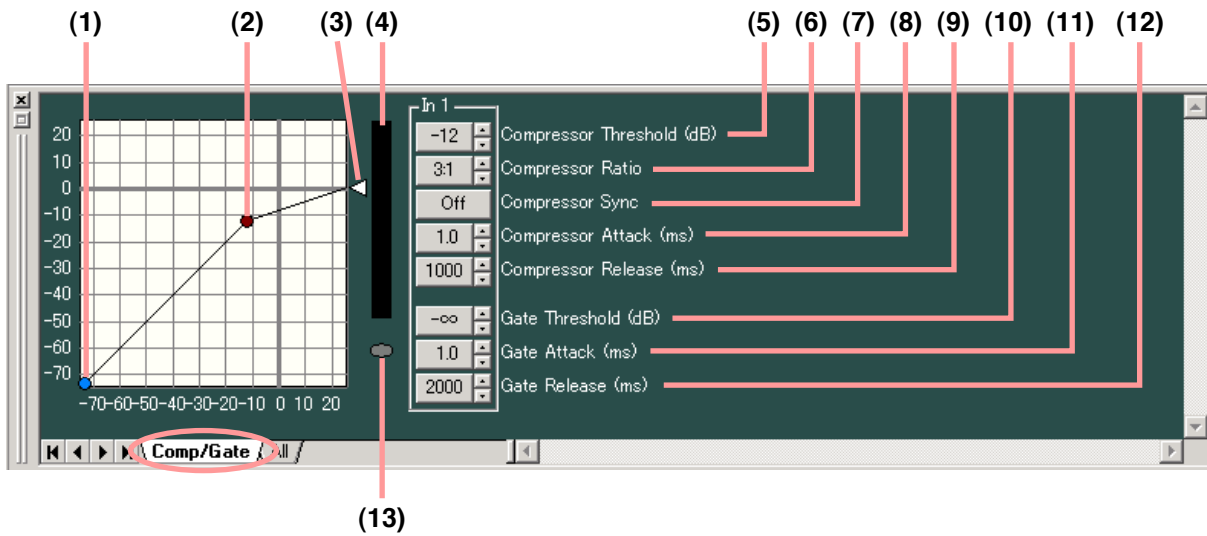 (1) (2) (3) (4) (5) (6) (7) (8) (9) (10) (11) (12)
In 1
20
10
0
-10
-20
-30
-40
-50
-60
-70
-70-60-50-40-30-20-10 0 10 20
-12 Compressor Threshold (dB)
3:1 Compressor Ratio
Off Compressor Sync
1.0 Compressor Attack (ms)
1000 Compressor Release (ms)
-∞ Gate Threshold (dB)
1.0 Gate Attack (ms)
2000 Gate Release (ms)
Comp/Gate All
(13)